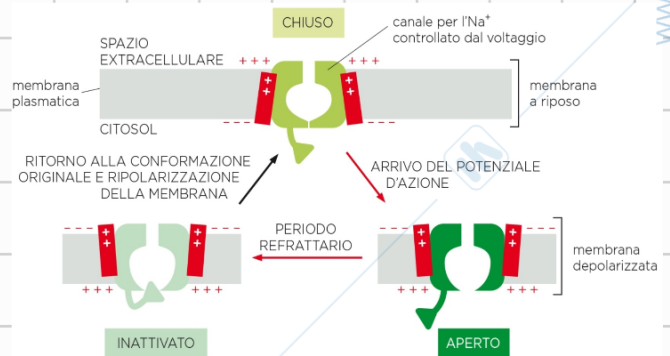 CHIUSO
canale per l'Na⁺
controllato dal voltaggio
SPAZIO
EXTRACELLULARE
+ + +
+ + +
membrana
plasmatica
+ +
+ +
membrana
a riposo
CITOSOL
RITORNO ALLA CONFORMAZIONE
ORIGINALE E RIPOLARIZZAZIONE
DELLA MEMBRANA
ARRIVO DEL POTENZIALE
D'AZIONE
PERIODO
REFRATTARIO
+ +
+ +
+ +
+ +
membrana
depolarizzata
+ + +
+ + +
+ + +
+ + +
INATTIVATO
APERTO